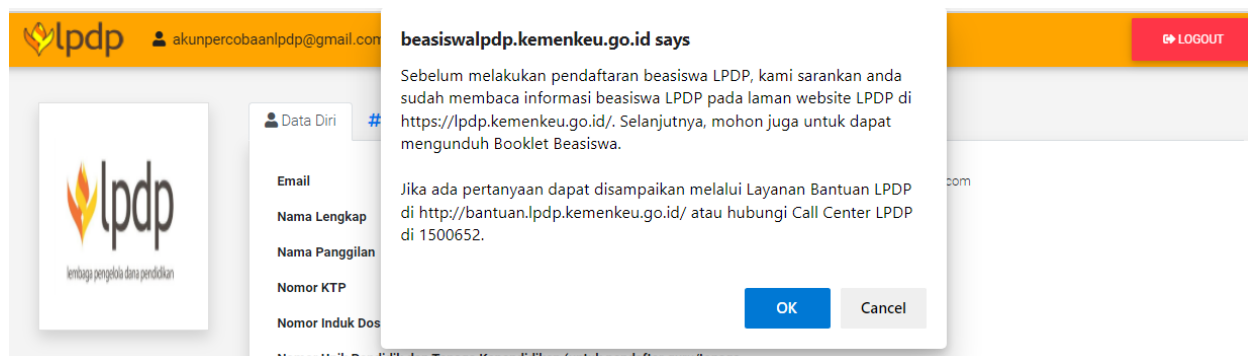 lpdp
akunpercobaanlpdp@gmail.com
LOGOUT
beasiswalpdp.kemenkeu.go.id says
Sebelum melakukan pendaftaran beasiswa LPDP, kami sarankan anda
sudah membaca informasi beasiswa LPDP pada laman website LPDP di
https://lpdp.kemenkeu.go.id/. Selanjutnya, mohon juga untuk dapat
mengunduh Booklet Beasiswa.
Jika ada pertanyaan dapat disampaikan melalui Layanan Bantuan LPDP
di http://bantuan.lpdp.kemenkeu.go.id/ atau hubungi Call Center LPDP
di 1500652.
OK
Cancel
lpdp
lembaga pengelola dana pendidikan
Data Diri
#
Email
com
Nama Lengkap
Nama Panggilan
Nomor KTP
Nomor Induk Dos